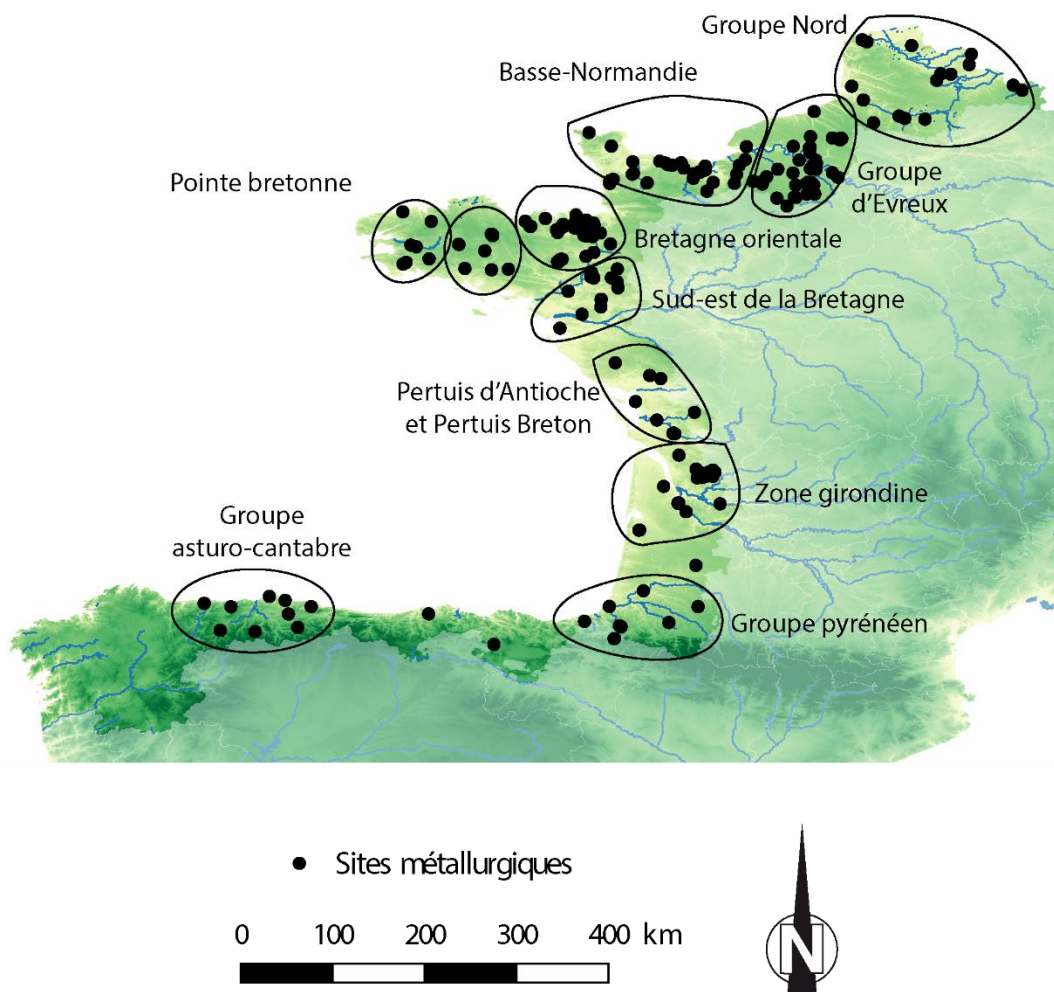 Groupe Nord
Basse-Normandie
Pointe bretonne
Groupe
d'Evreux
Bretagne orientale
Sud-est de la Bretagne
Pertuis d'Antioche
et Pertuis Breton
Zone girondine
Groupe
asturo-cantabre
Groupe pyrénéen
Sites métallurgiques
0 100 200 300 400 km
N